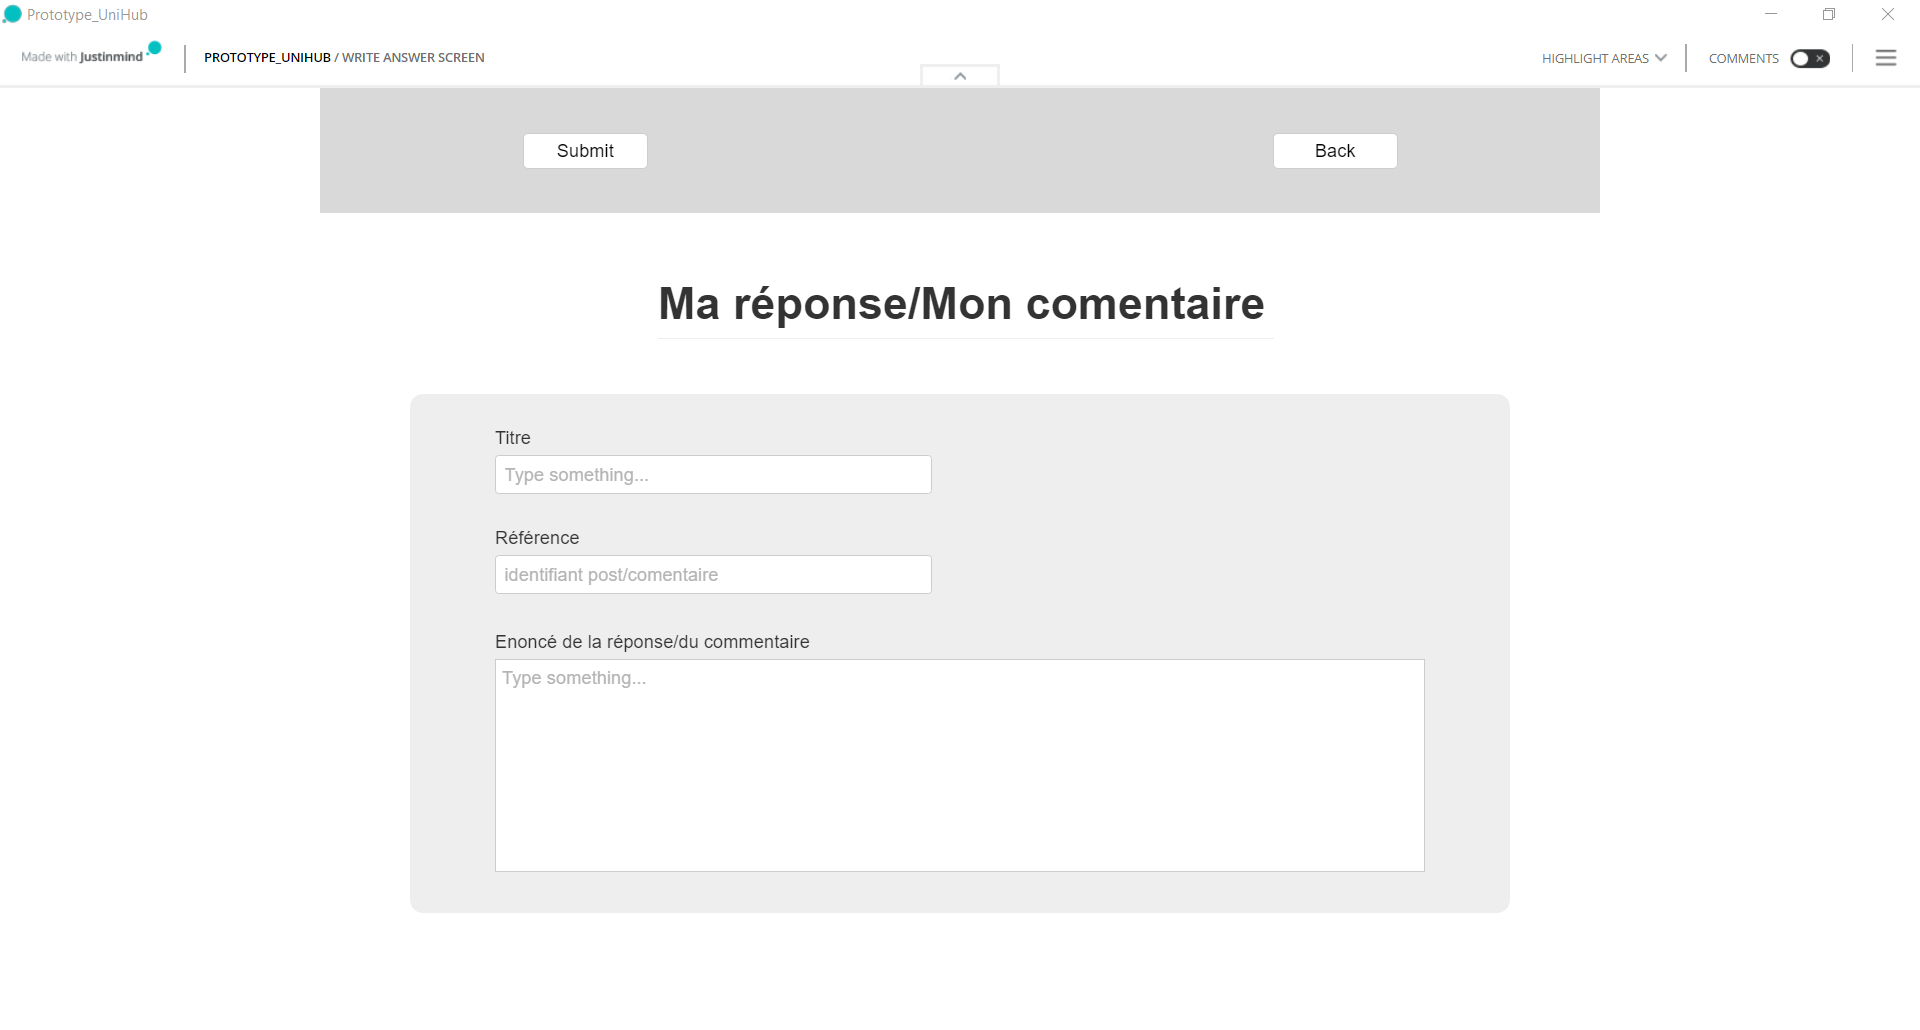 Prototype_UniHub
Made with Justinmind
PROTOTYPE_UNIHUB / WRITE ANSWER SCREEN
HIGHLIGHT AREAS
COMMENTS
Submit
Back
Ma réponse/Mon comentaire
Titre
Type something...
Référence
identifiant post/comentaire
Enoncé de la réponse/du commentaire
Type something...